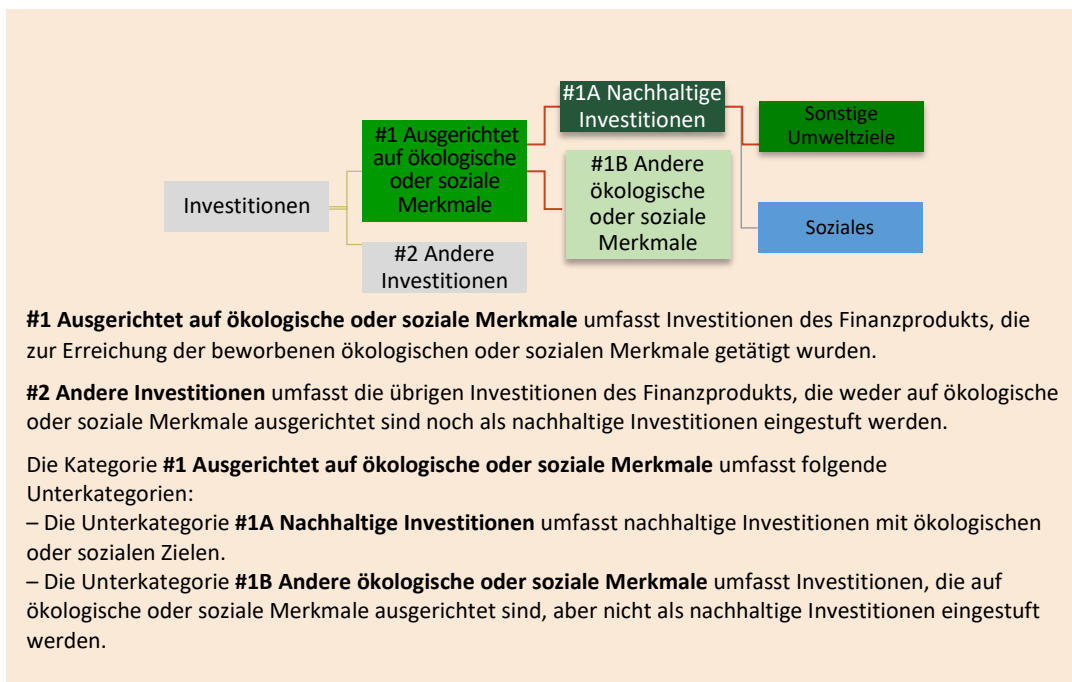 #1A Nachhaltige
Investitionen
Sonstige
Umweltziele
#1 Ausgerichtet
auf ökologische
oder soziale
Merkmale
#1B Andere
ökologische
oder soziale
Merkmale
Investitionen
Soziales
#2 Andere
Investitionen
#1 Ausgerichtet auf ökologische oder soziale Merkmale umfasst Investitionen des Finanzprodukts, die
zur Erreichung der beworbenen ökologischen oder sozialen Merkmale getätigt wurden.
#2 Andere Investitionen umfasst die übrigen Investitionen des Finanzprodukts, die weder auf ökologische
oder soziale Merkmale ausgerichtet sind noch als nachhaltige Investitionen eingestuft werden.
Die Kategorie #1 Ausgerichtet auf ökologische oder soziale Merkmale umfasst folgende
Unterkategorien:
– Die Unterkategorie #1A Nachhaltige Investitionen umfasst nachhaltige Investitionen mit ökologischen
oder sozialen Zielen.
– Die Unterkategorie #1B Andere ökologische oder soziale Merkmale umfasst Investitionen, die auf
ökologische oder soziale Merkmale ausgerichtet sind, aber nicht als nachhaltige Investitionen eingestuft
werden.